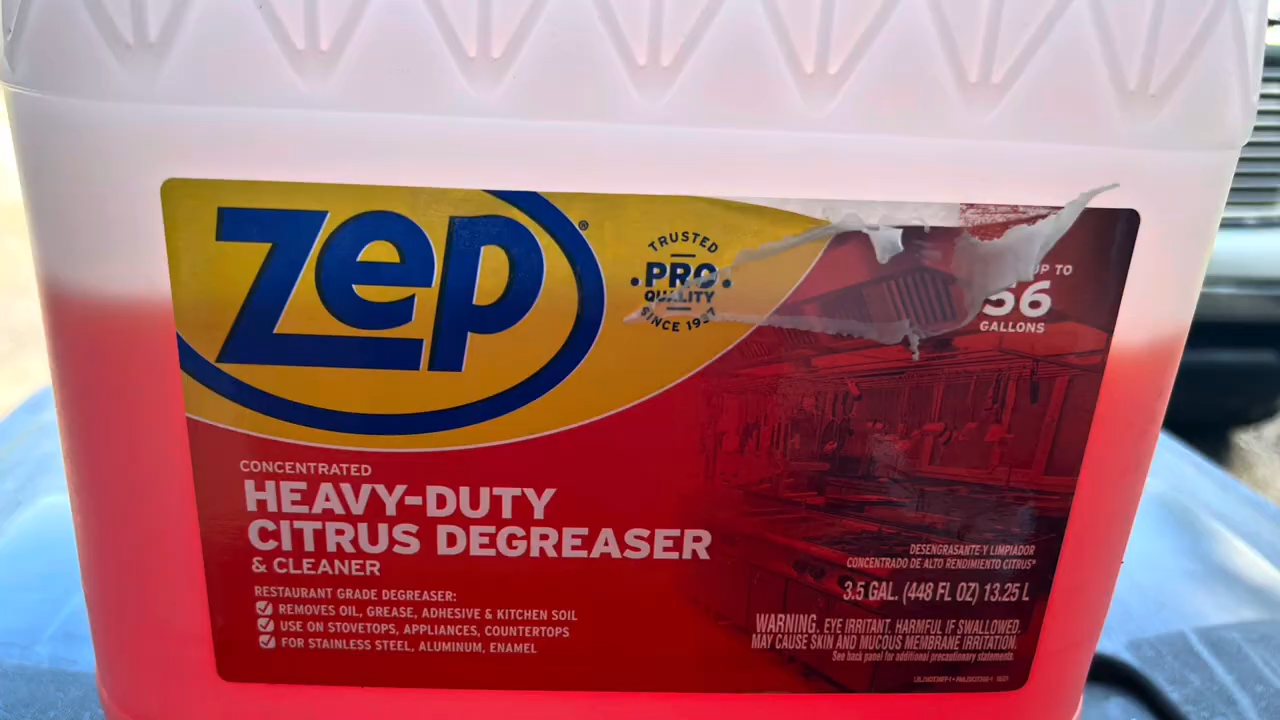 zep®
TRUSTED
PRO
QUALITY
SINCE 1937
UP TO
56
GALLONS
CONCENTRATED
HEAVY-DUTY
CITRUS DEGREASER
& CLEANER
RESTAURANT GRADE DEGREASER:
REMOVES OIL, GREASE, ADHESIVE & KITCHEN SOIL
USE ON STOVETOPS, APPLIANCES, COUNTERTOPS
FOR STAINLESS STEEL, ALUMINUM, ENAMEL
DESENGRASANTE Y LIMPIADOR
CONCENTRADO DE ALTO RENDIMIENTO CITRUS*
3.5 GAL. (448 FL OZ) 13.25 L
WARNING. EYE IRRITANT. HARMFUL IF SWALLOWED.
MAY CAUSE SKIN AND MUCOUS MEMBRANE IRRITATION.
See back panel for additional precautionary statements.